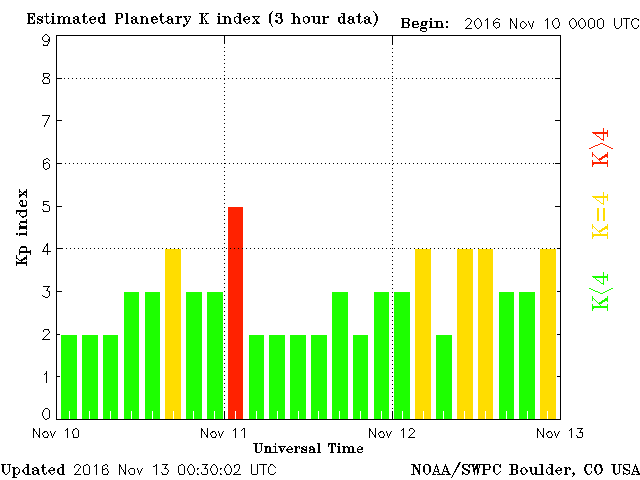 Estimated Planetary K index (3 hour data) Begin: 2016 Nov 10 0000 UTC
9
8
7
6
5
4
3
2
1
0
Kp index
K>4
K=4
K<4
Nov 10 Nov 11 Nov 12 Nov 13
Universal Time
Updated 2016 Nov 13 00:30:02 UTC NOAA/SWPC Boulder, CO USA